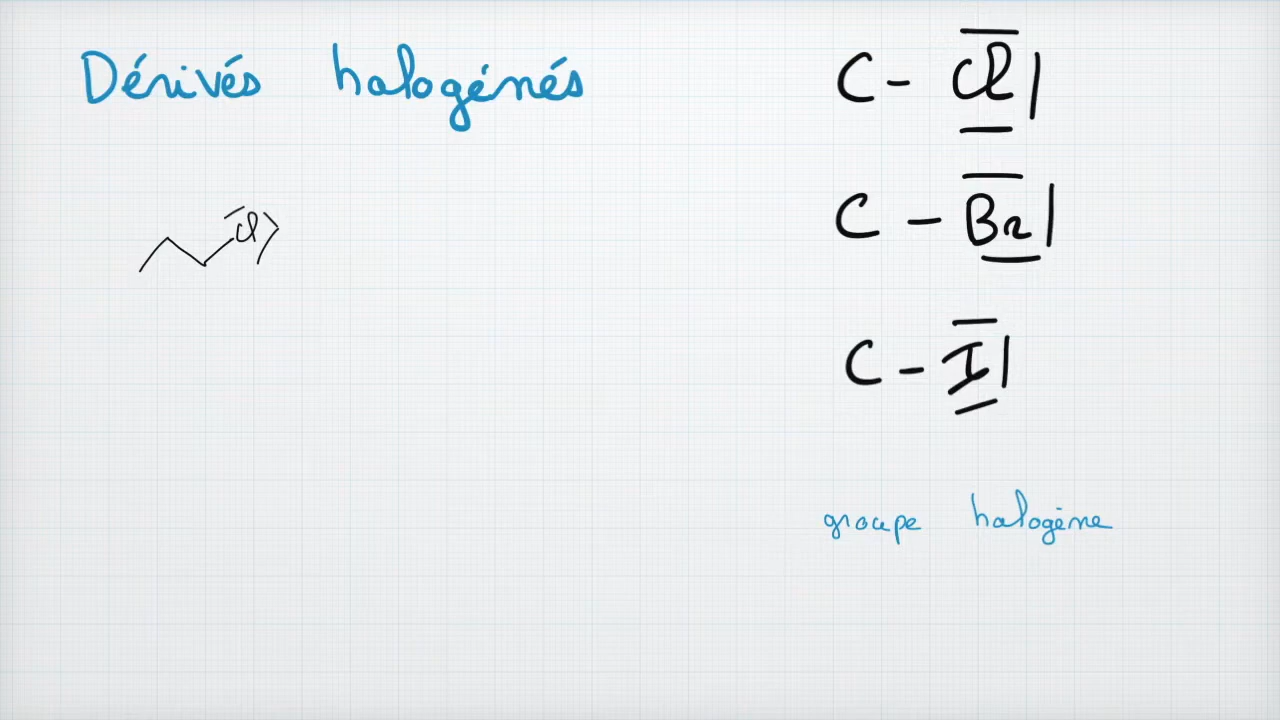 Dérivés halogénés
C - Cl
C - Br
C - I
Cl
groupe halogène